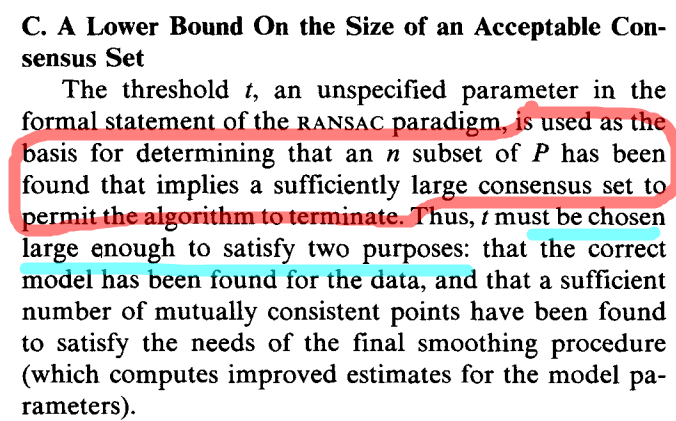 C. A Lower Bound On the Size of an Acceptable Con-
sensus Set
The threshold t, an unspecified parameter in the
formal statement of the RANSAC paradigm, is used as the
basis for determining that an n subset of P has been
found that implies a sufficiently large consensus set to
permit the algorithm to terminate. Thus, t must be chosen
large enough to satisfy two purposes: that the correct
model has been found for the data, and that a sufficient
number of mutually consistent points have been found
to satisfy the needs of the final smoothing procedure
(which computes improved estimates for the model pa-
rameters).